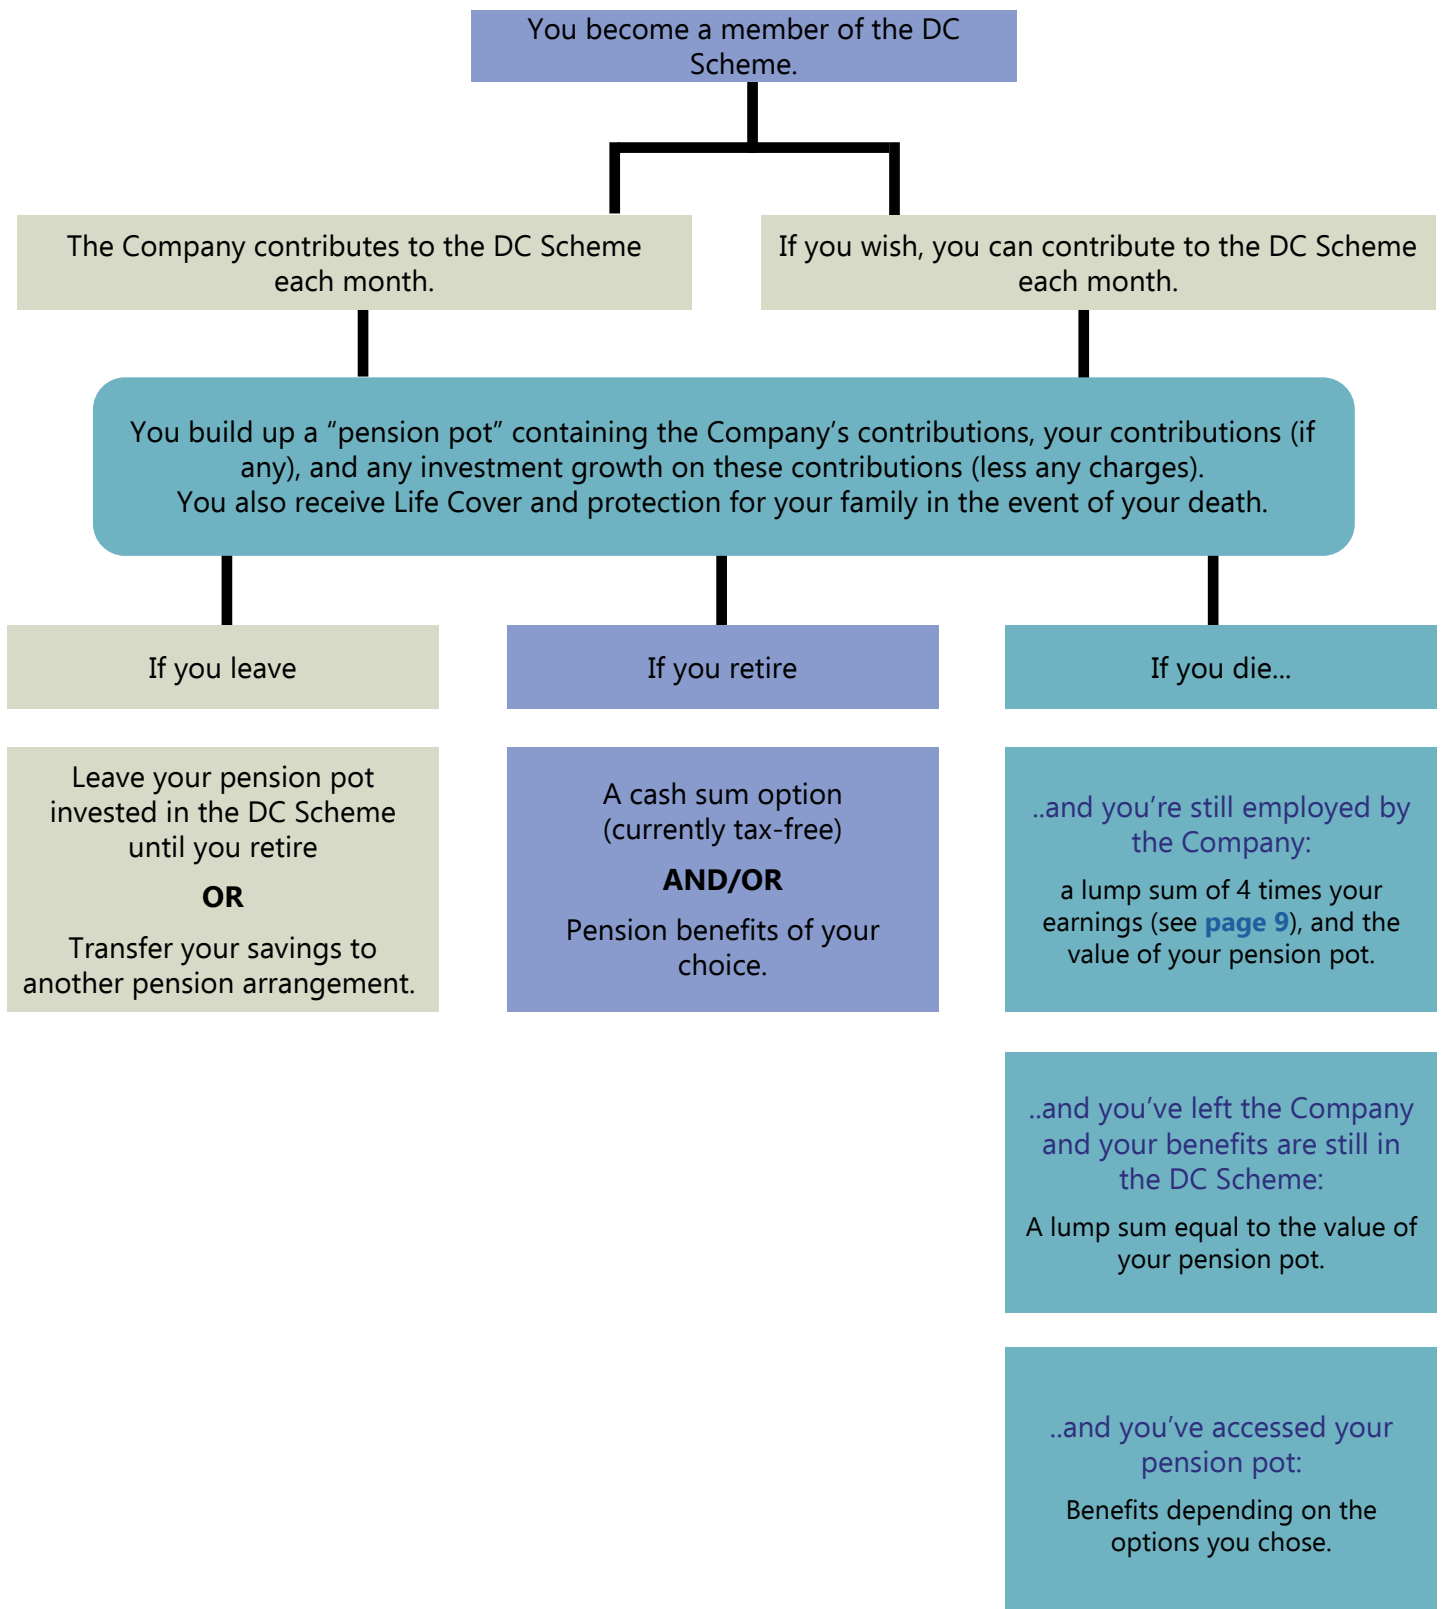 You become a member of the DC
Scheme.
The Company contributes to the DC Scheme
each month.
If you wish, you can contribute to the DC Scheme
each month.
You build up a “pension pot” containing the Company’s contributions, your contributions (if
any), and any investment growth on these contributions (less any charges).
You also receive Life Cover and protection for your family in the event of your death.
If you leave
Leave your pension pot
invested in the DC Scheme
until you retire
OR
Transfer your savings to
another pension arrangement.
If you retire
A cash sum option
(currently tax-free)
AND/OR
Pension benefits of your
choice.
If you die...
..and you’re still employed by
the Company:
a lump sum of 4 times your
earnings (see page 9), and the
value of your pension pot.
..and you’ve left the Company
and your benefits are still in
the DC Scheme:
A lump sum equal to the value of
your pension pot.
..and you’ve accessed your
pension pot:
Benefits depending on the
options you chose.